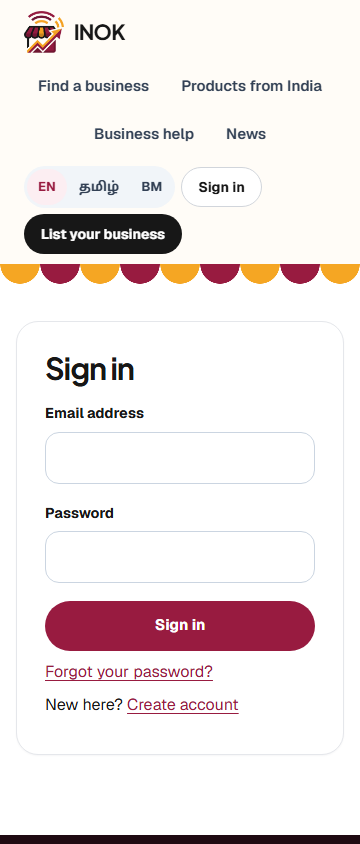 INOK
Find a business
Products from India
Business help
News
EN
தமிழ்
BM
Sign in
List your business
Sign in
Email address
Password
Sign in
Forgot your password?
New here? Create account